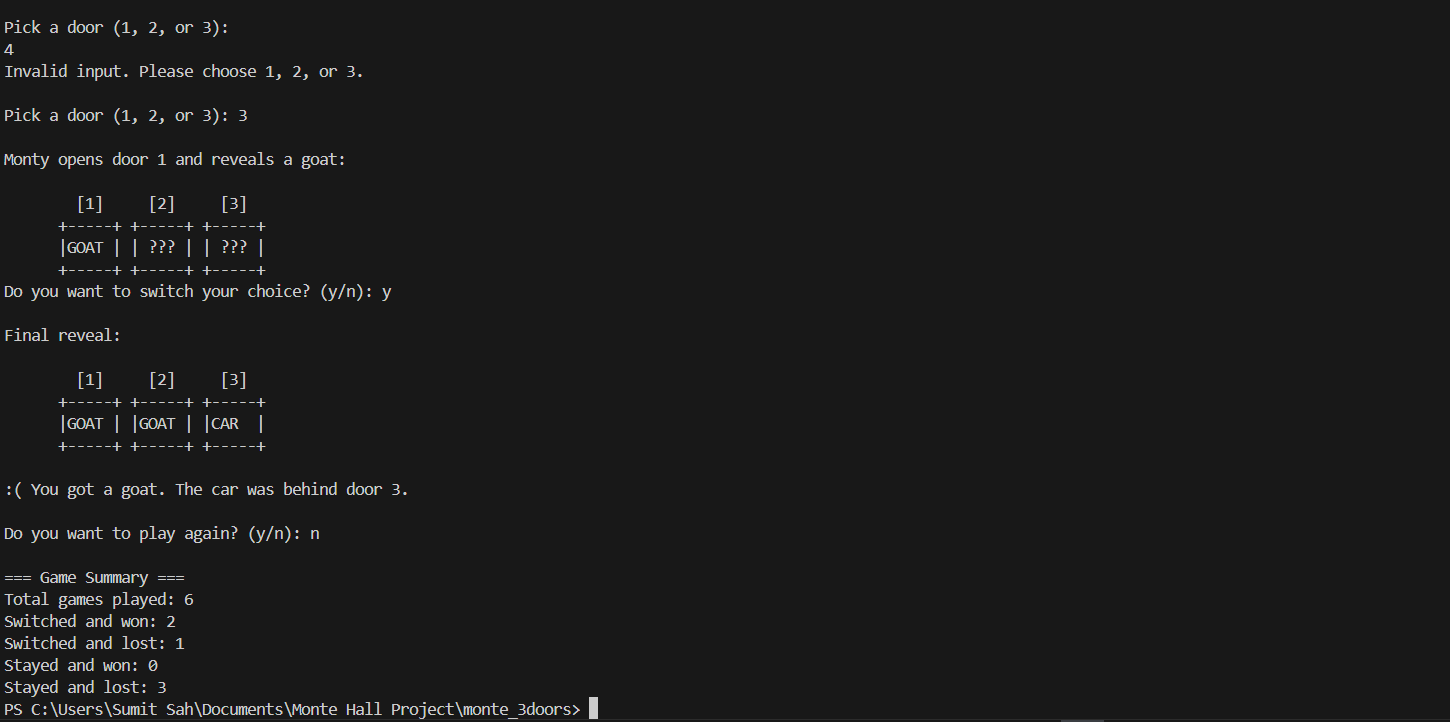 Pick a door (1, 2, or 3):
4
Invalid input. Please choose 1, 2, or 3.
Pick a door (1, 2, or 3): 3
Monty opens door 1 and reveals a goat:
        [1]     [2]     [3]
      +-----+ +-----+ +-----+
      |GOAT | | ??? | | ??? |
      +-----+ +-----+ +-----+
Do you want to switch your choice? (y/n): y
Final reveal:
        [1]     [2]     [3]
      +-----+ +-----+ +-----+
      |GOAT | |GOAT | |CAR  |
      +-----+ +-----+ +-----+
:( You got a goat. The car was behind door 3.
Do you want to play again? (y/n): n
=== Game Summary ===
Total games played: 6
Switched and won: 2
Switched and lost: 1
Stayed and won: 0
Stayed and lost: 3
PS C:\Users\Sumit Sah\Documents\Monte Hall Project\monte_3doors>